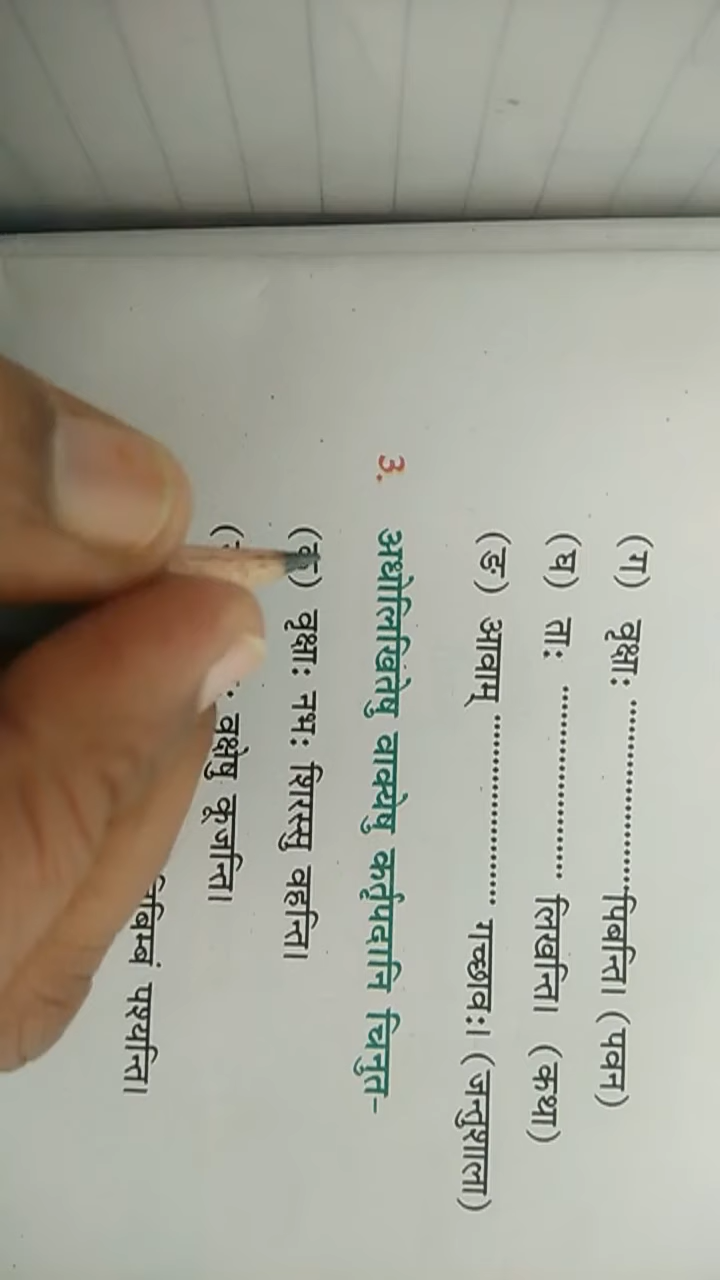 (ग) वृक्षाः ........................पिबन्ति। (पवन)
(घ) ताः ........................ लिखन्ति। (कथा)
(ङ) आवाम् ........................ गच्छावः। (जन्तुशाला)
3. अधोलिखितेषु वाक्येषु कर्तृपदानि चिनुत-
(क) वृक्षाः नभः शिरस्सु वहन्ति।
वृक्षेषु कूजन्ति।
पश्यन्ति।